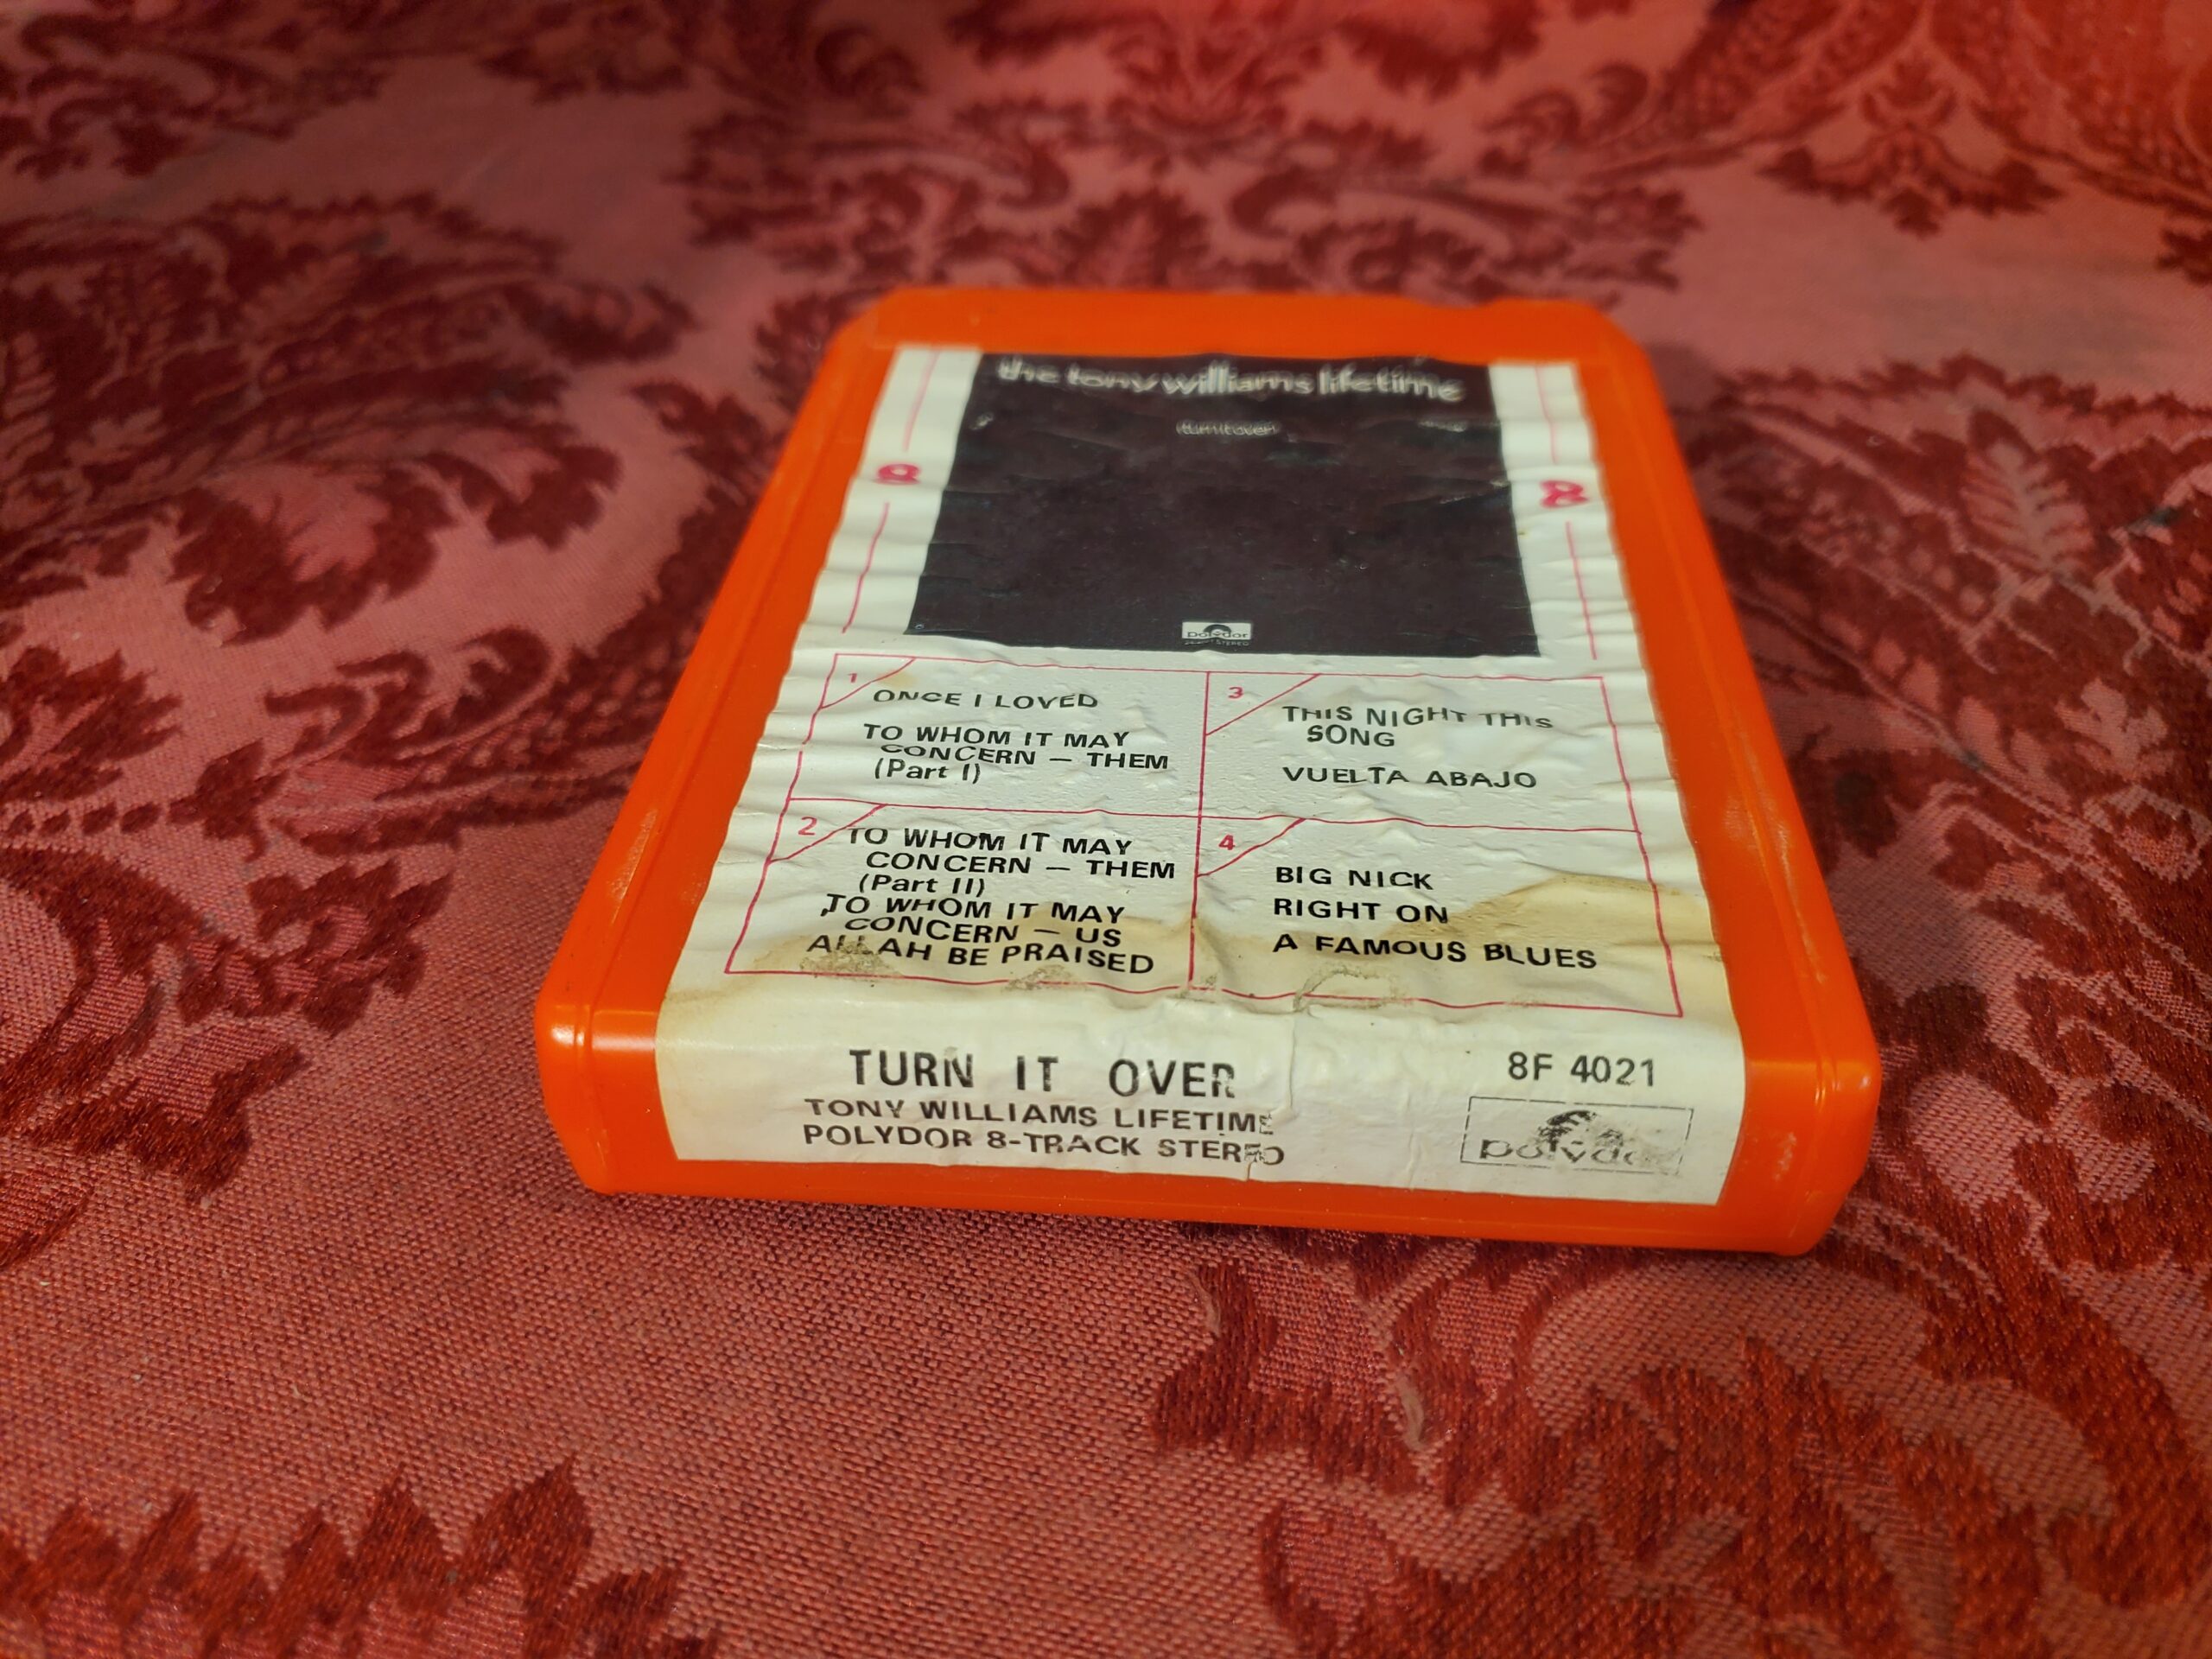 the tony williams lifetime
(turn it over)
8
8
polydor
1
ONCE I LOVED
TO WHOM IT MAY
CONCERN — THEM
(Part I)
2
TO WHOM IT MAY
CONCERN — THEM
(Part II)
TO WHOM IT MAY
CONCERN — US
ALLAH BE PRAISED
3
THIS NIGHT THIS
SONG
VUELTA ABAJO
4
BIG NICK
RIGHT ON
A FAMOUS BLUES
TURN IT OVER
TONY WILLIAMS LIFETIME
POLYDOR 8-TRACK STEREO
8F 4021
polydor